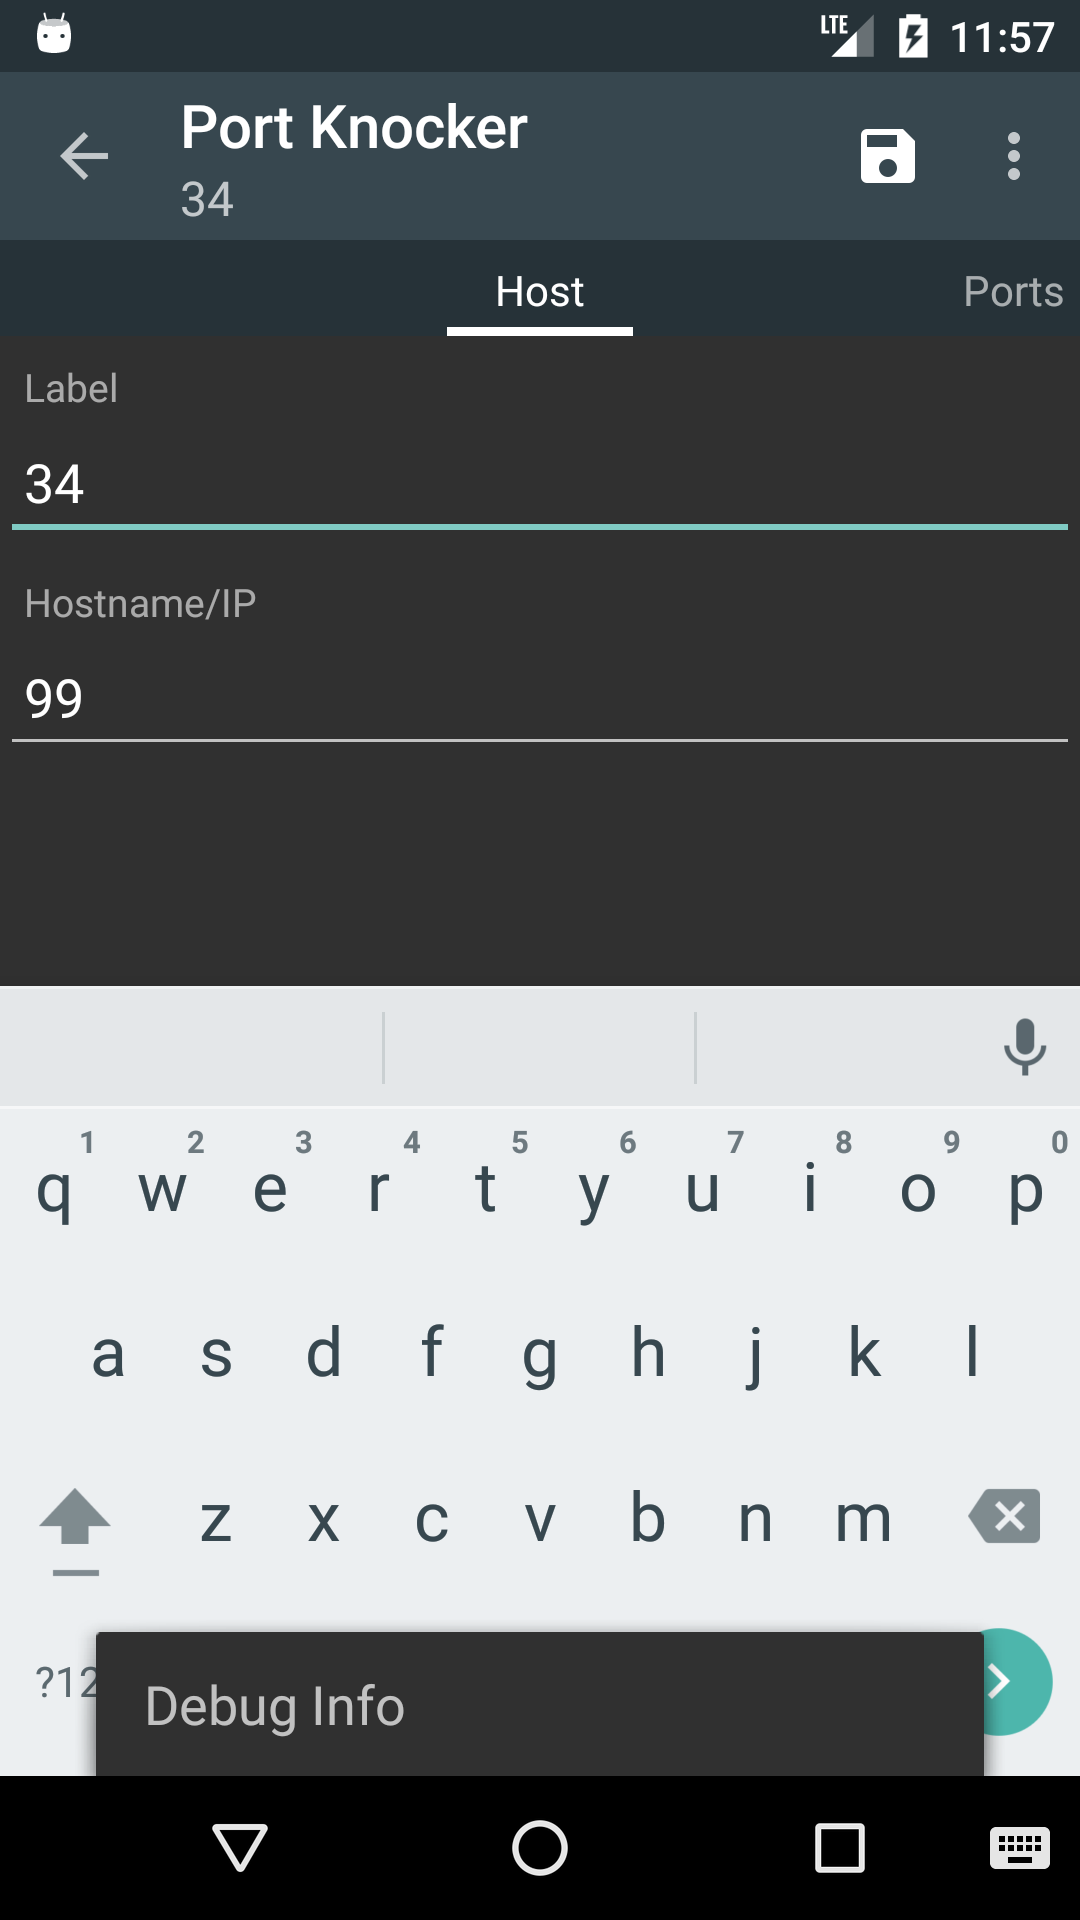 LTE 11:57
Port Knocker
34
Host Ports
Label
34
Hostname/IP
99
1 2 3 4 5 6 7 8 9 0
q w e r t y u i o p
a s d f g h j k l
z x c v b n m
?12
Debug Info